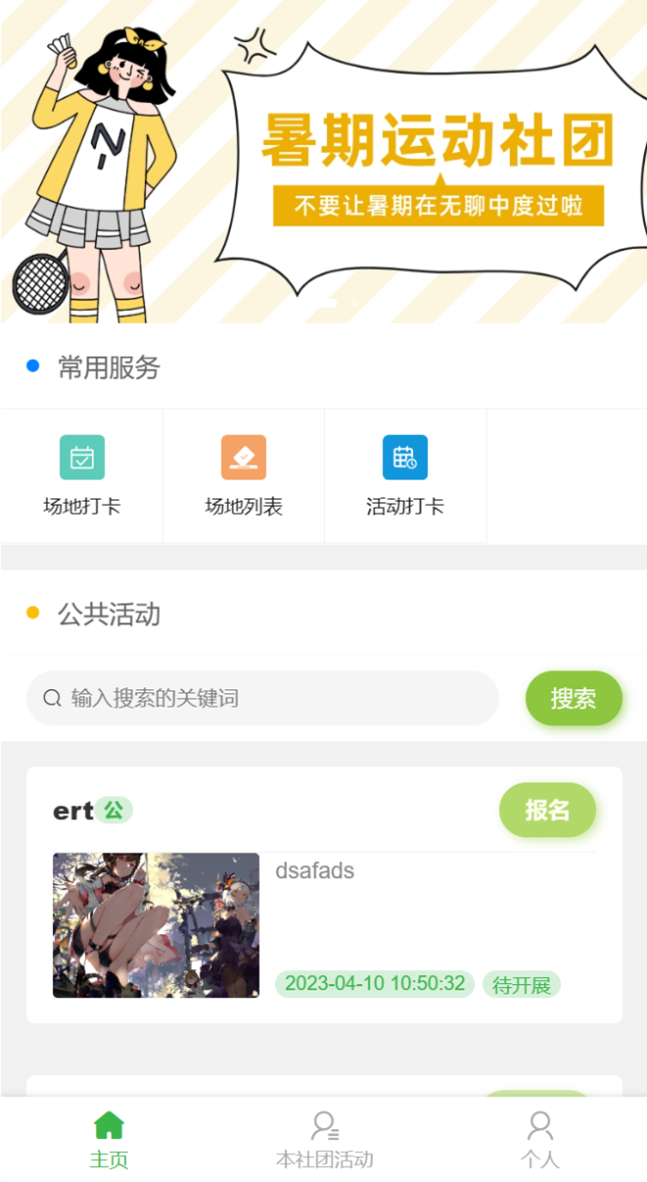 暑期运动社团
不要让暑期在无聊中度过啦
常用服务
场地打卡
场地列表
活动打卡
公共活动
输入搜索的关键词
搜索
ert 公
报名
dsafads
2023-04-10 10:50:32 待开展
主页
本社团活动
个人